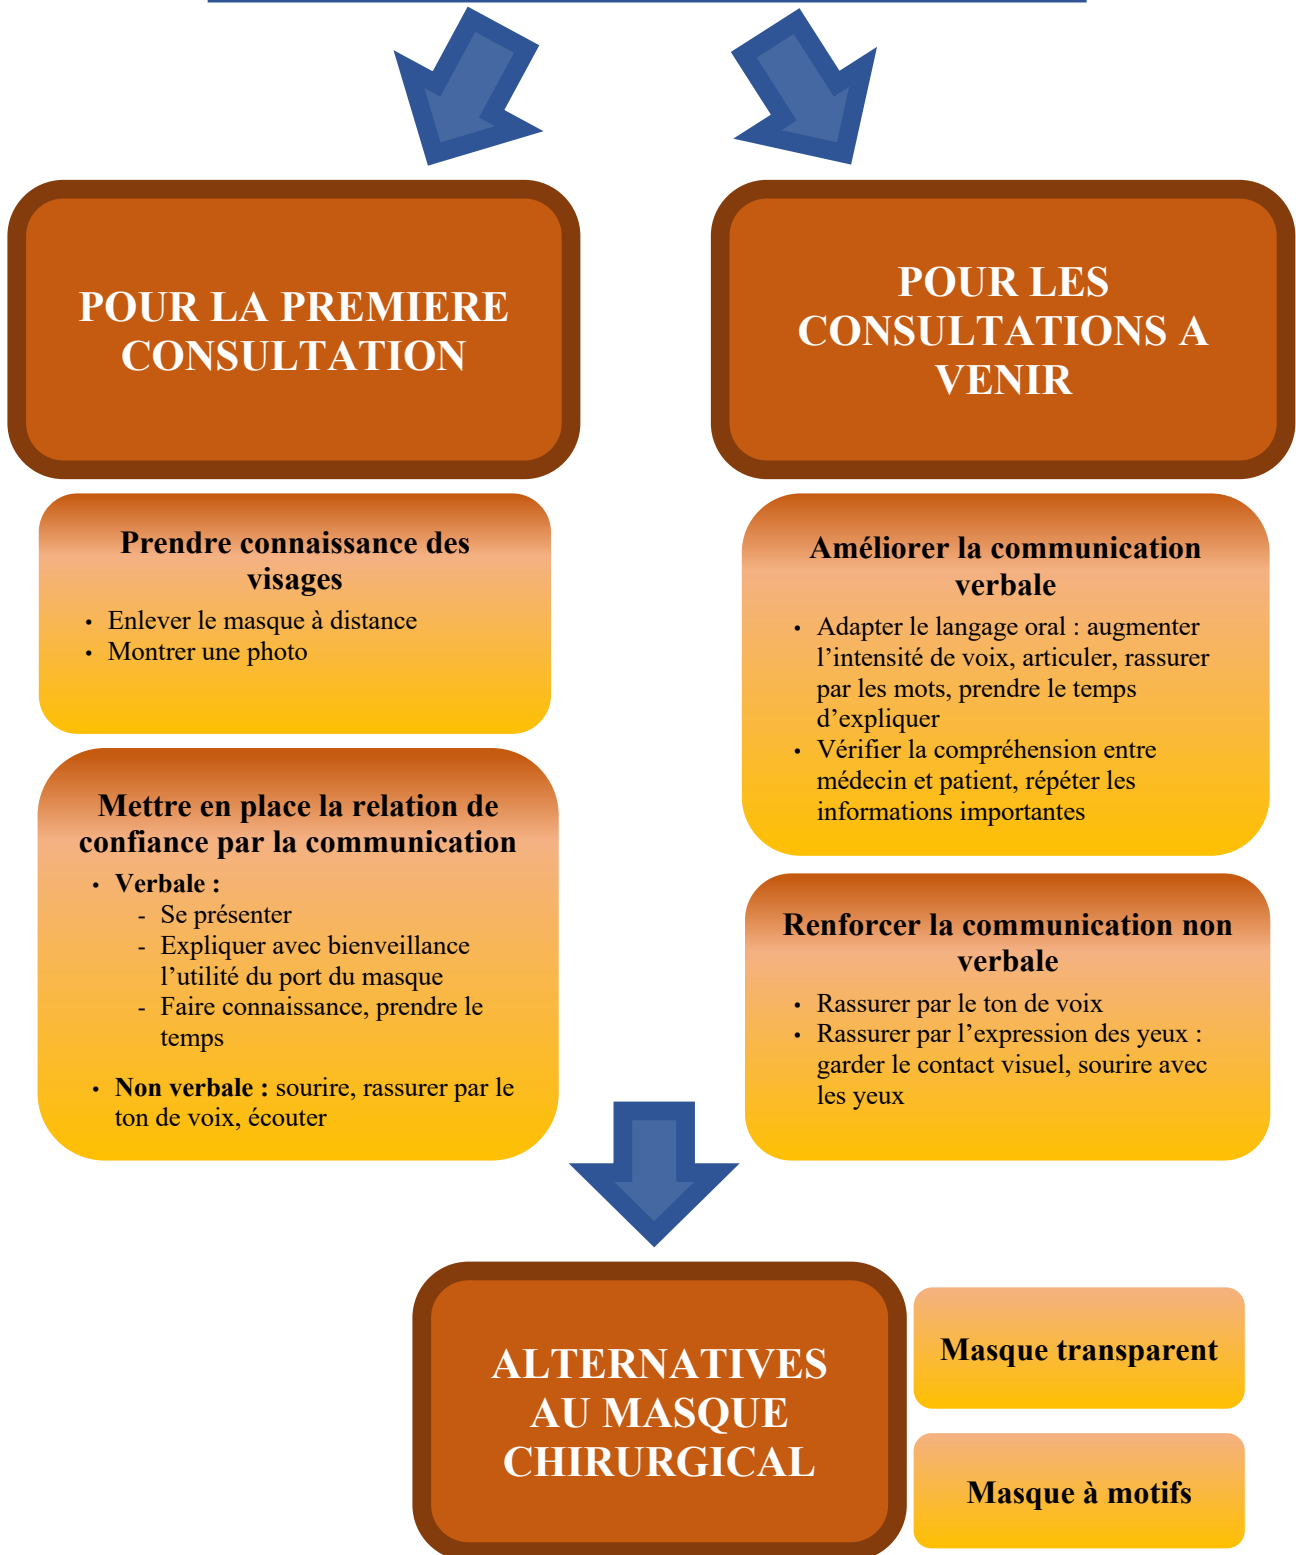 POUR LA PREMIERE
CONSULTATION
Prendre connaissance des
visages
• Enlever le masque à distance
• Montrer une photo
Mettre en place la relation de
confiance par la communication
• Verbale :
- Se présenter
- Expliquer avec bienveillance
l’utilité du port du masque
- Faire connaissance, prendre le
temps
• Non verbale : sourire, rassurer par le
ton de voix, écouter
POUR LES
CONSULTATIONS A
VENIR
Améliorer la communication
verbale
• Adapter le langage oral : augmenter
l’intensité de voix, articuler, rassurer
par les mots, prendre le temps
d’expliquer
• Vérifier la compréhension entre
médecin et patient, répéter les
informations importantes
Renforcer la communication non
verbale
• Rassurer par le ton de voix
• Rassurer par l’expression des yeux :
garder le contact visuel, sourire avec
les yeux
ALTERNATIVES
AU MASQUE
CHIRURGICAL
Masque transparent
Masque à motifs